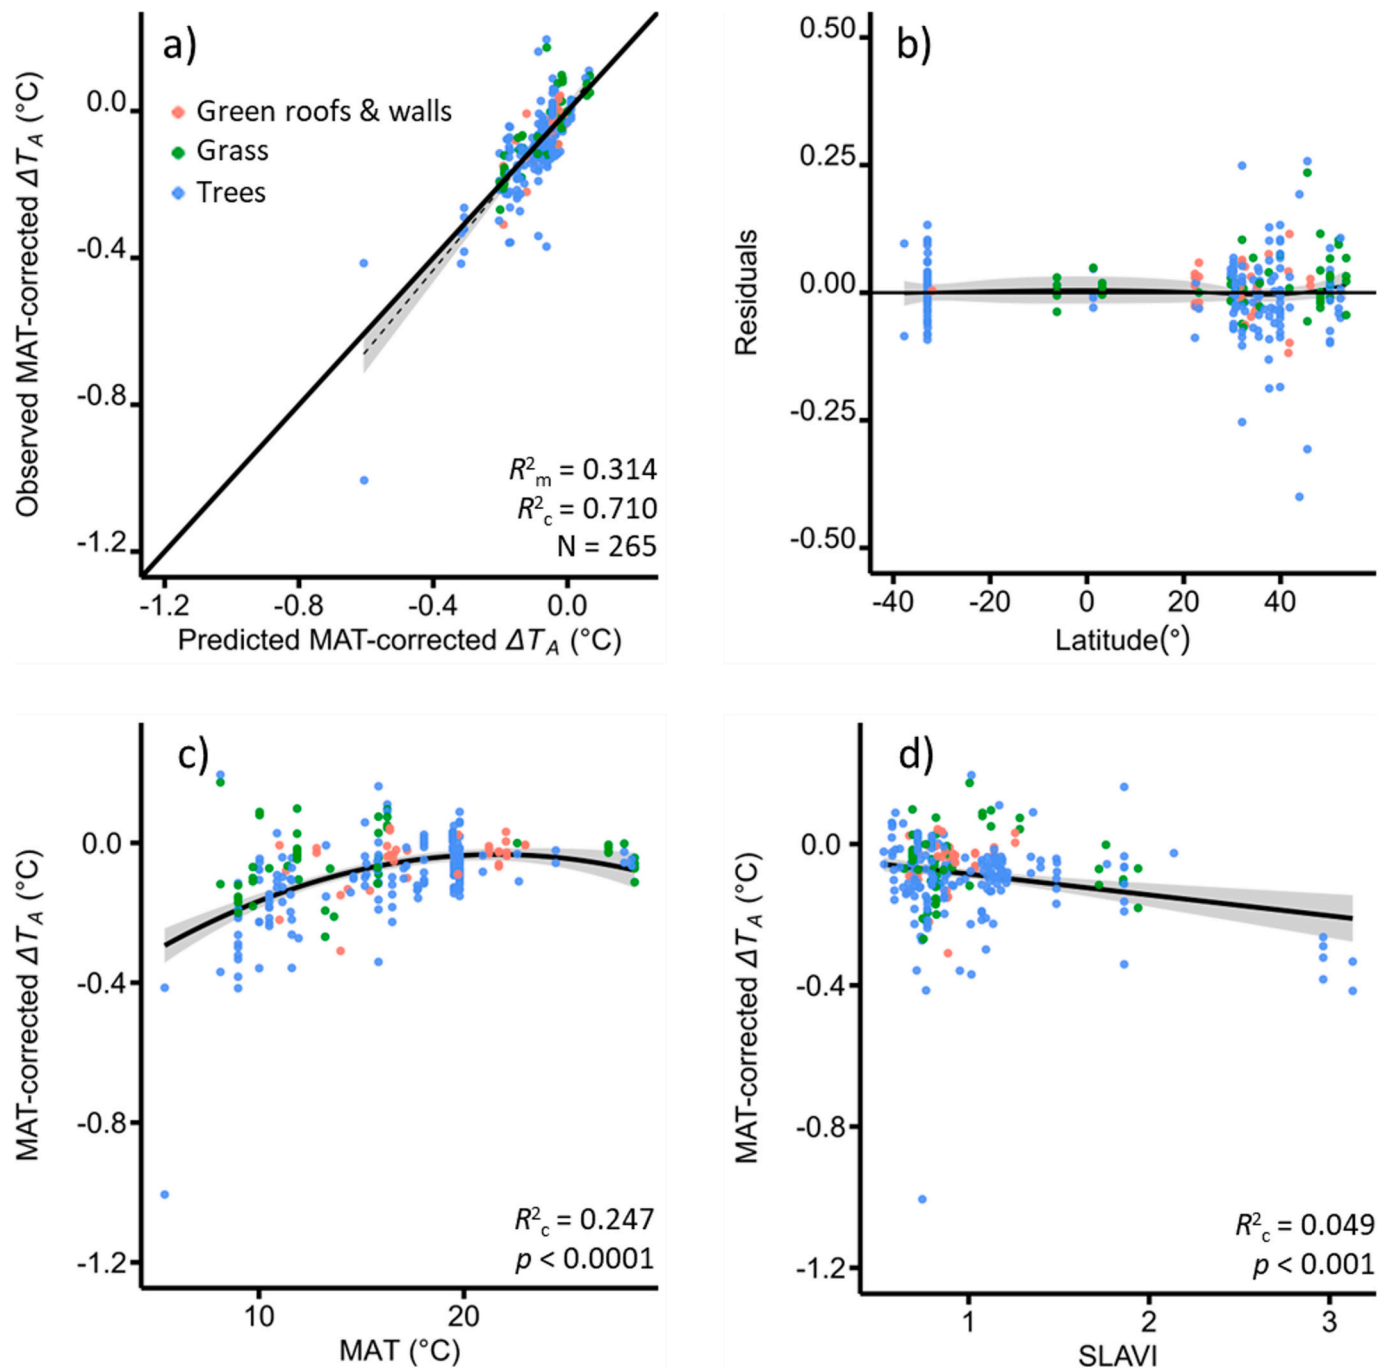 a)
Green roofs & walls
Grass
Trees
0.0
-0.4
-0.8
-1.2
Observed MAT-corrected ΔT_A (°C)
R²m = 0.314
R²c = 0.710
N = 265
-1.2 -0.8 -0.4 0.0
Predicted MAT-corrected ΔT_A (°C)
b)
0.50
0.25
0.00
-0.25
-0.50
Residuals
-40 -20 0 20 40
Latitude(°)
c)
0.0
-0.4
-0.8
-1.2
MAT-corrected ΔT_A (°C)
R²c = 0.247
p < 0.0001
10 20
MAT (°C)
d)
0.0
-0.4
-0.8
-1.2
MAT-corrected ΔT_A (°C)
R²c = 0.049
p < 0.001
1 2 3
SLAVI